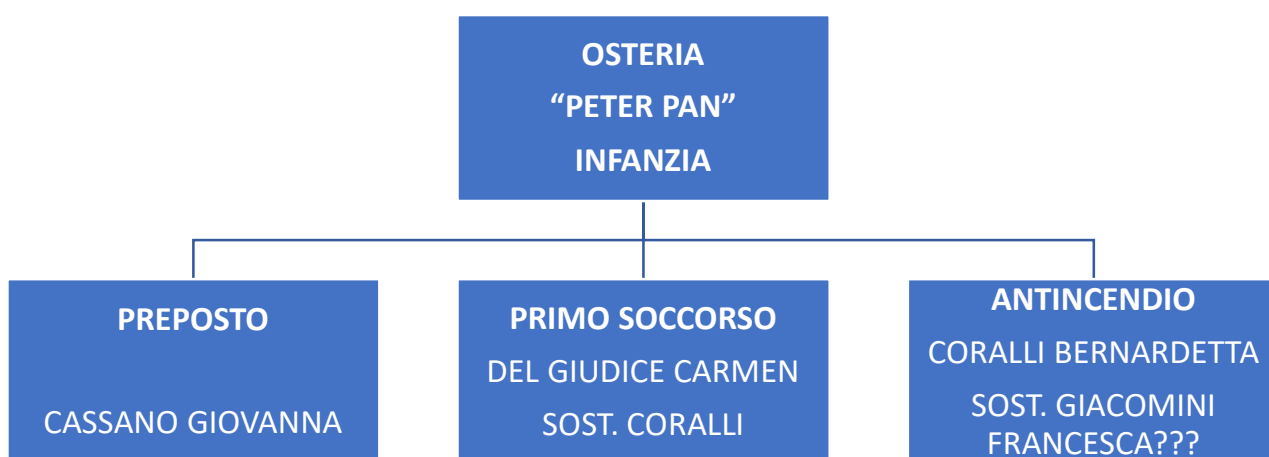 OSTERIA
“PETER PAN”
INFANZIA
PREPOSTO
CASSANO GIOVANNA
PRIMO SOCCORSO
DEL GIUDICE CARMEN
SOST. CORALLI
ANTINCENDIO
CORALLI BERNARDETTA
SOST. GIACOMINI
FRANCESCA???